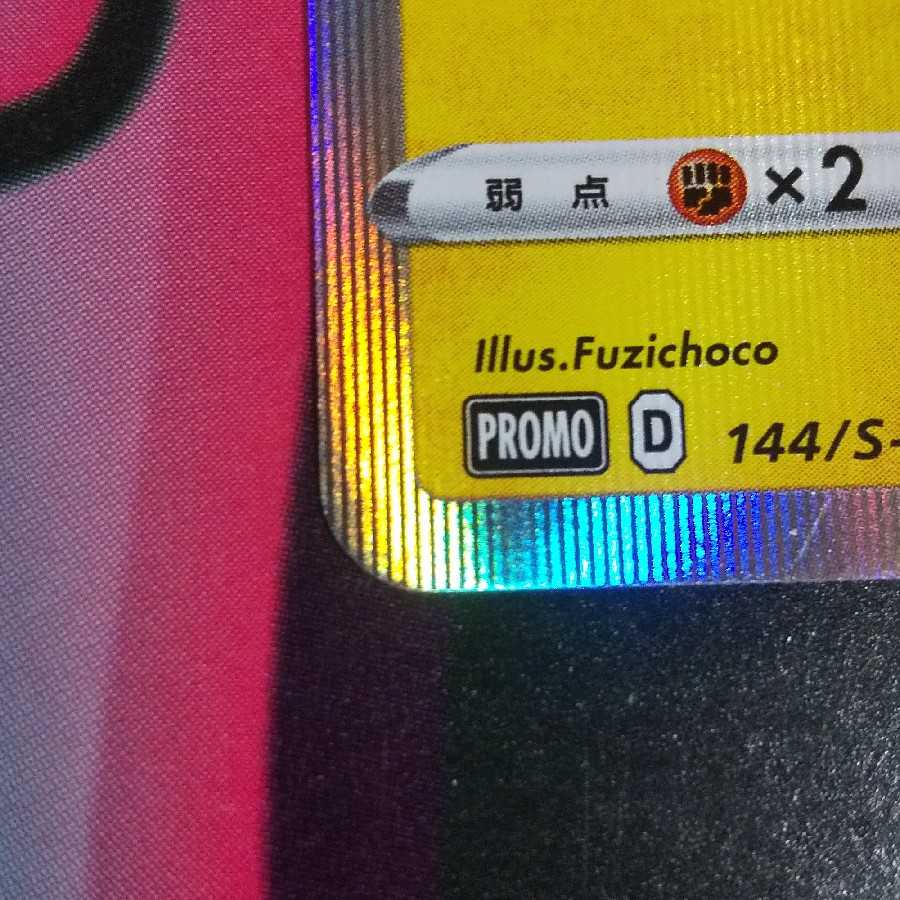 弱 点 ×2
Illus.Fuzichoco
PROMO D 144/S-